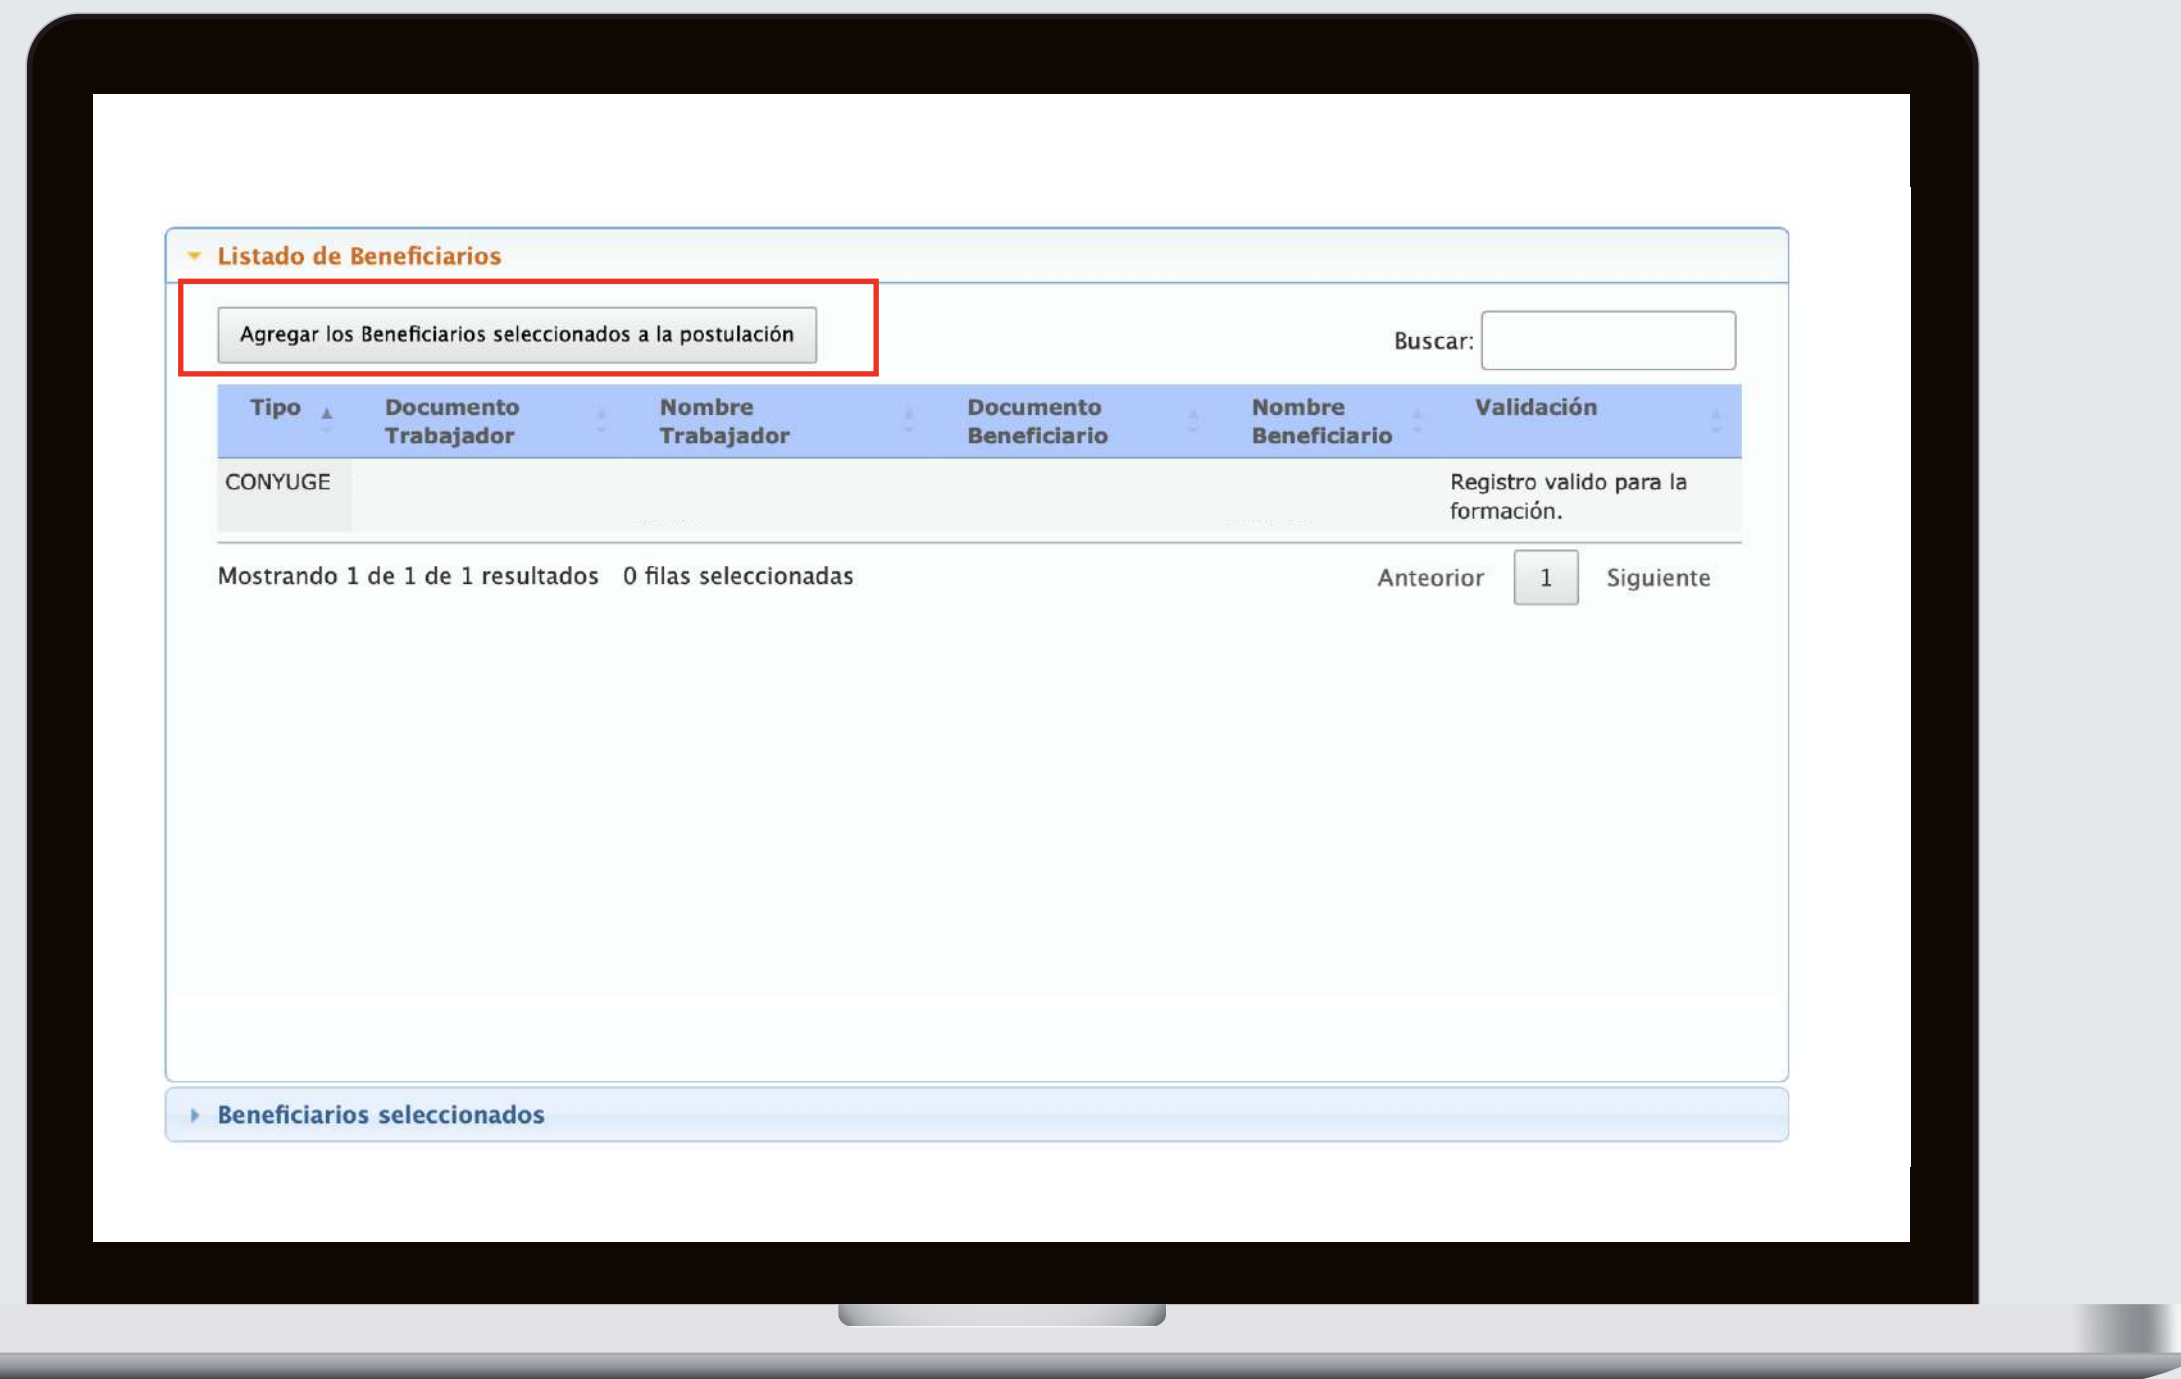 Listado de Beneficiarios
Agregar los Beneficiarios seleccionados a la postulación
Buscar:
Tipo
Documento
Trabajador
Nombre
Trabajador
Documento
Beneficiario
Nombre
Beneficiario
Validación
CONYUGE
Registro valido para la
formación.
Mostrando 1 de 1 de 1 resultados 0 filas seleccionadas
Anteorior 1 Siguiente
Beneficiarios seleccionados